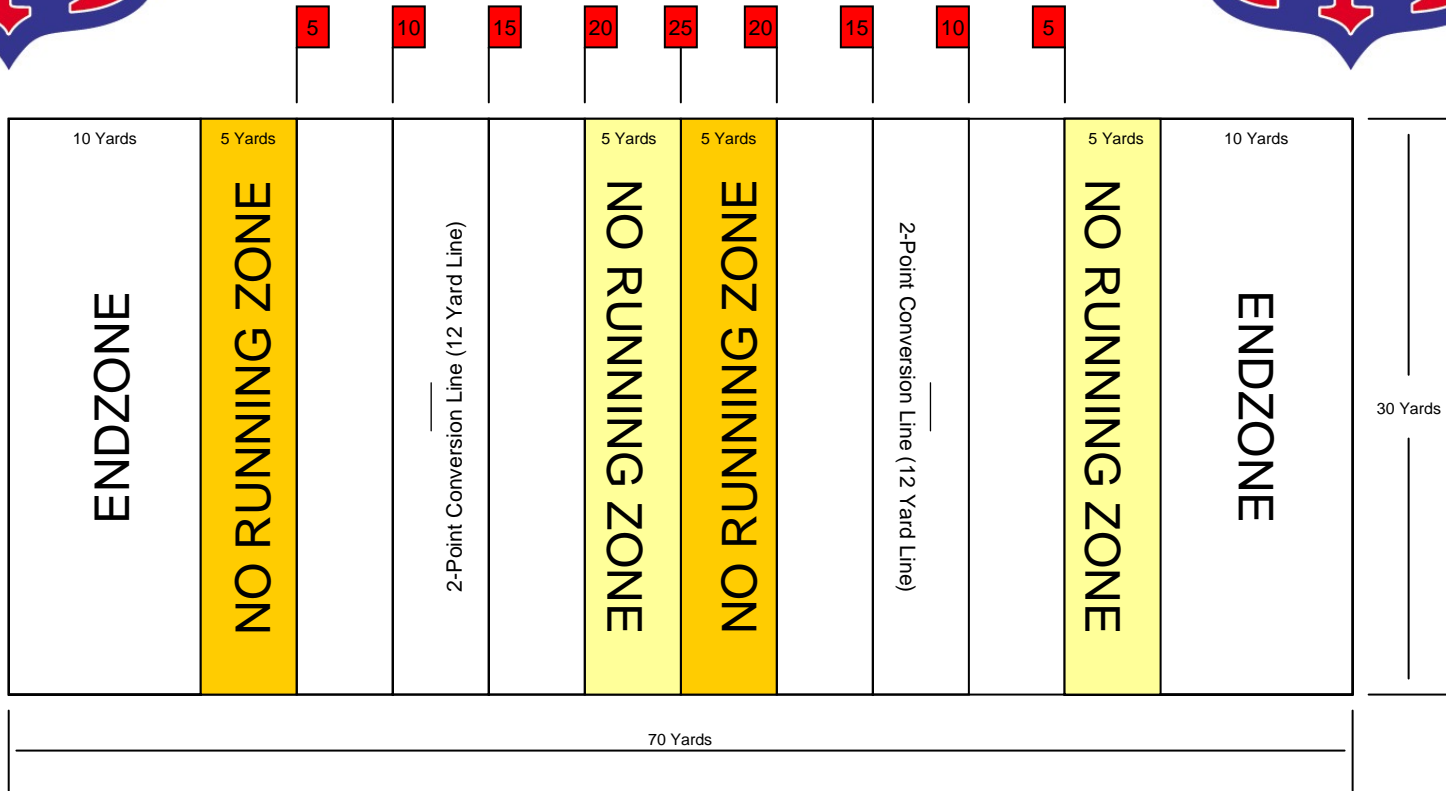 5
10
15
20
25
20
15
10
5
10 Yards
5 Yards
5 Yards
5 Yards
5 Yards
10 Yards
ENDZONE
NO RUNNING ZONE
2-Point Conversion Line (12 Yard Line)
NO RUNNING ZONE
NO RUNNING ZONE
2-Point Conversion Line (12 Yard Line)
NO RUNNING ZONE
ENDZONE
30 Yards
70 Yards